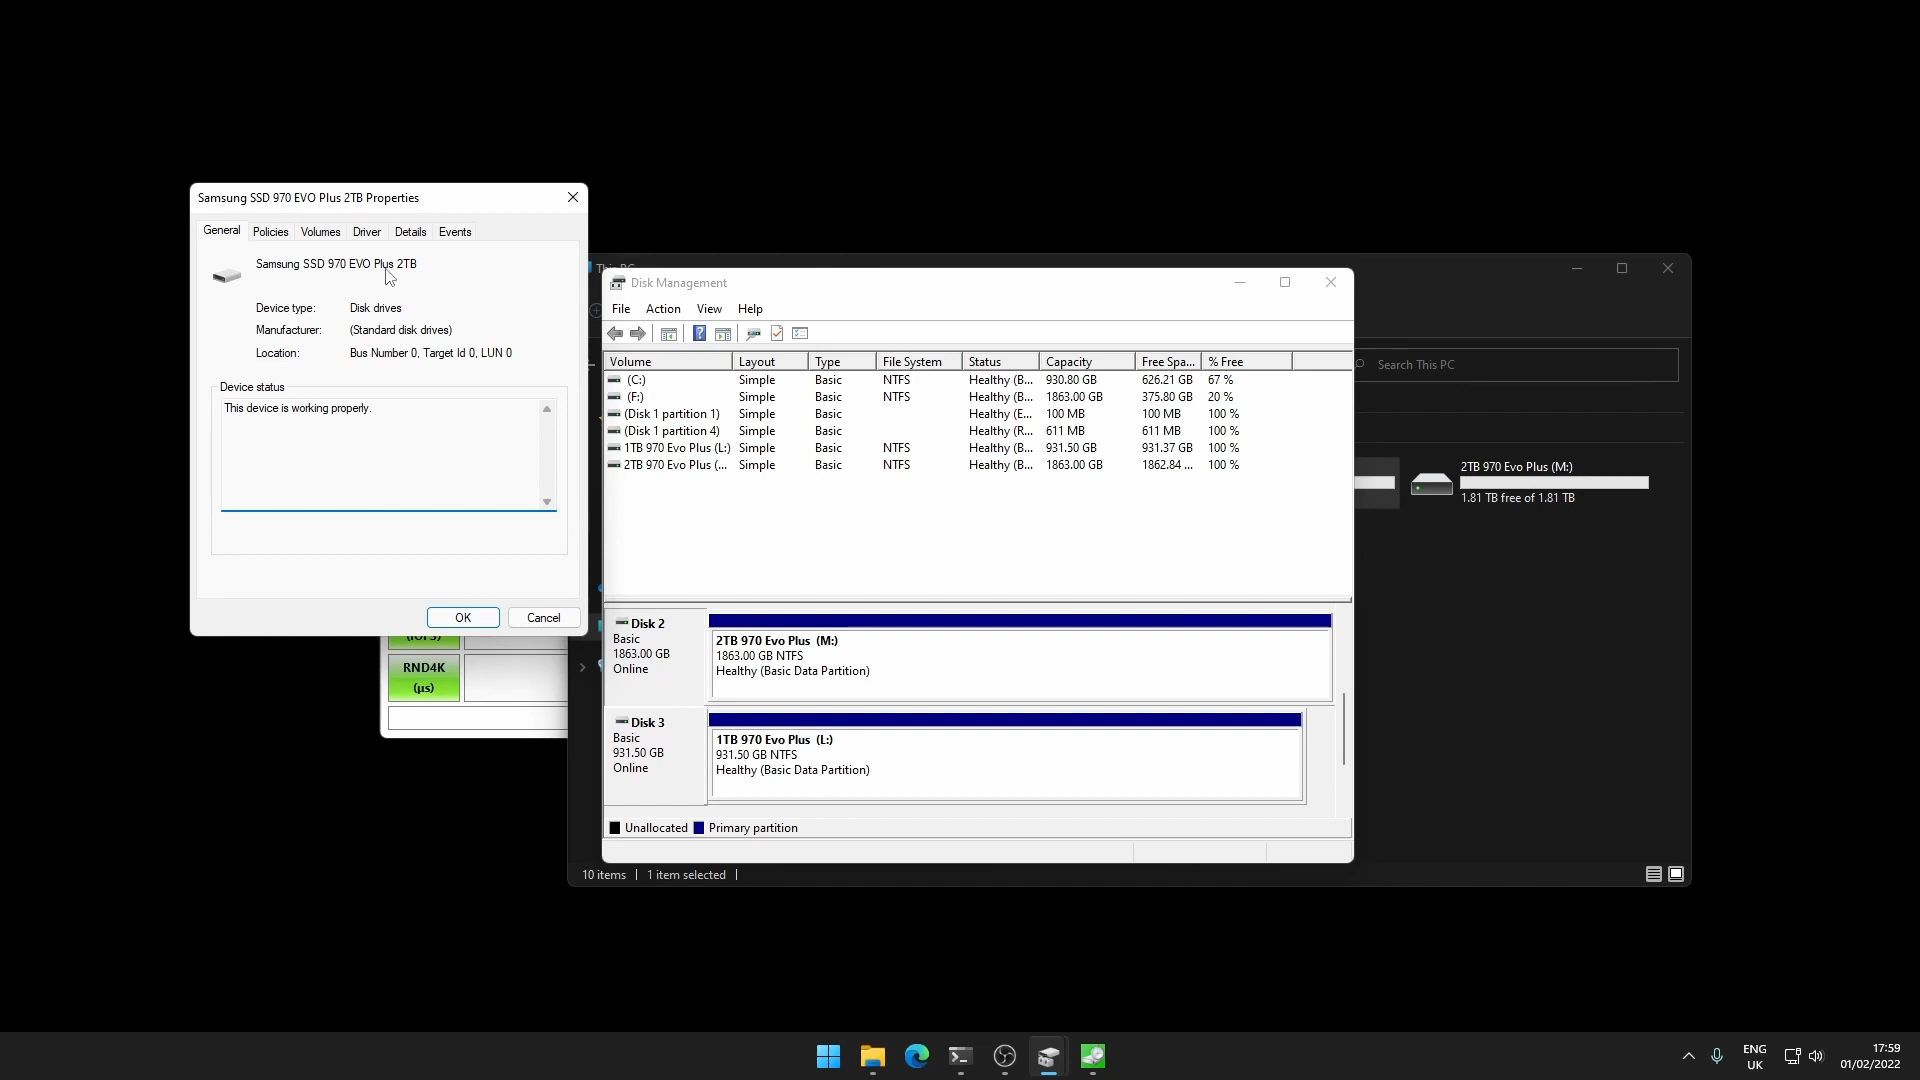 Samsung SSD 970 EVO Plus 2TB Properties
General Policies Volumes Driver Details Events
Samsung SSD 970 EVO Plus 2TB
Device type: Disk drives
Manufacturer: (Standard disk drives)
Location: Bus Number 0, Target Id 0, LUN 0
Device status
This device is working properly.
OK Cancel
RND4K
(µs)
Disk Management
File Action View Help
Volume Layout Type File System Status Capacity Free Spa... % Free
(C:) Simple Basic NTFS Healthy (B... 930.80 GB 626.21 GB 67 %
(F:) Simple Basic NTFS Healthy (B... 1863.00 GB 375.80 GB 20 %
(Disk 1 partition 1) Simple Basic Healthy (E... 100 MB 100 MB 100 %
(Disk 1 partition 4) Simple Basic Healthy (R... 611 MB 611 MB 100 %
1TB 970 Evo Plus (L:) Simple Basic NTFS Healthy (B... 931.50 GB 931.37 GB 100 %
2TB 970 Evo Plus (... Simple Basic NTFS Healthy (B... 1863.00 GB 1862.84 ... 100 %
Disk 2
Basic
1863.00 GB
Online
2TB 970 Evo Plus (M:)
1863.00 GB NTFS
Healthy (Basic Data Partition)
Disk 3
Basic
931.50 GB
Online
1TB 970 Evo Plus (L:)
931.50 GB NTFS
Healthy (Basic Data Partition)
Unallocated Primary partition
Search This PC
2TB 970 Evo Plus (M:)
1.81 TB free of 1.81 TB
10 items 1 item selected
ENG
UK
17:59
01/02/2022